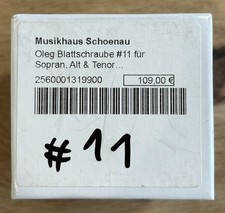 Musikhaus Schoenau
Oleg Blattschraube #11 für
Sopran, Alt & Tenor...
2560001319900 109,00 €
#11